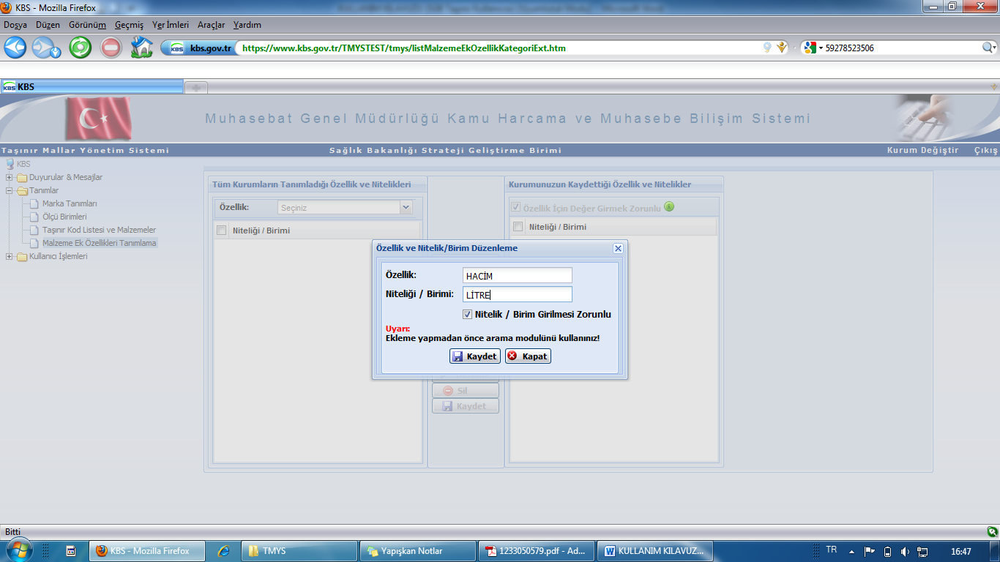 KBS - Mozilla Firefox
Dosya Düzen Görünüm Geçmiş Yer İmleri Araçlar Yardım
KBS kbs.gov.tr https://www.kbs.gov.tr/TMYSTEST/tmys/listMalzemeEkOzellikKategoriExt.htm 59278523506
KBS KBS
Muhasebat Genel Müdürlüğü Kamu Harcama ve Muhasebe Bilişim Sistemi
Taşınır Mallar Yönetim Sistemi Sağlık Bakanlığı Strateji Geliştirme Birimi Kurum Değiştir Çıkış
KBS
Duyurular & Mesajlar
Tanımlar
Marka Tanımları
Ölçü Birimleri
Taşınır Kod Listesi ve Malzemeler
Malzeme Ek Özellikleri Tanımlama
Kullanıcı İşlemleri
Tüm Kurumların Tanımladığı Özellik ve Nitelikleri
Özellik: Seçiniz
Niteliği / Birimi
Kurumunuzun Kaydettiği Özellik ve Nitelikler
Özellik İçin Değer Girmek Zorunlu
Niteliği / Birimi
Özellik ve Nitelik/Birim Düzenleme
Özellik: HACİM
Niteliği / Birimi: LİTRE
Nitelik / Birim Girilmesi Zorunlu
Uyarı:
Ekleme yapmadan önce arama modulünü kullanınız!
Kaydet Kapat
Sil
Kaydet
Bitti
KBS - Mozilla Firefox TMYS Yapışkan Notlar 1233050579.pdf - Ad... KULLANIM KILAVUZ... TR 16:47